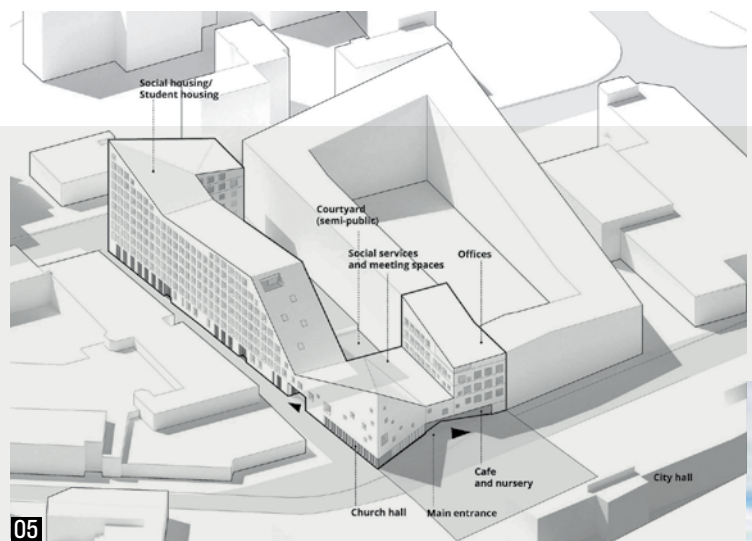 Social housing/
Student housing
Courtyard
(semi-public)
Social services
and meeting spaces
Offices
Cafe
and nursery
City hall
Church hall
Main entrance
05